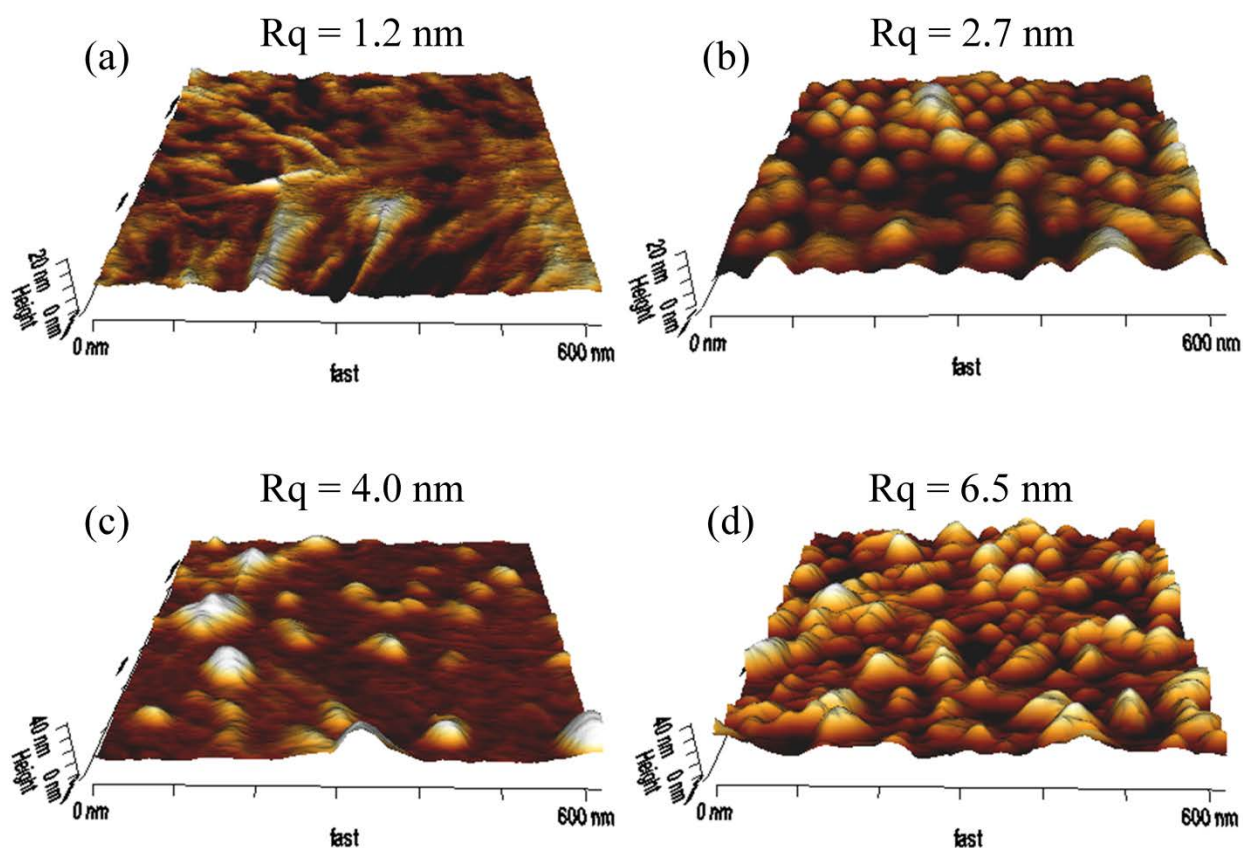 (a)
Rq = 1.2 nm
20 nm
0 nm
Height
0 nm
600 nm
fast
(b)
Rq = 2.7 nm
20 nm
0 nm
Height
0 nm
600 nm
fast
(c)
Rq = 4.0 nm
40 nm
0 nm
Height
0 nm
600 nm
fast
(d)
Rq = 6.5 nm
40 nm
0 nm
Height
0 nm
600 nm
fast